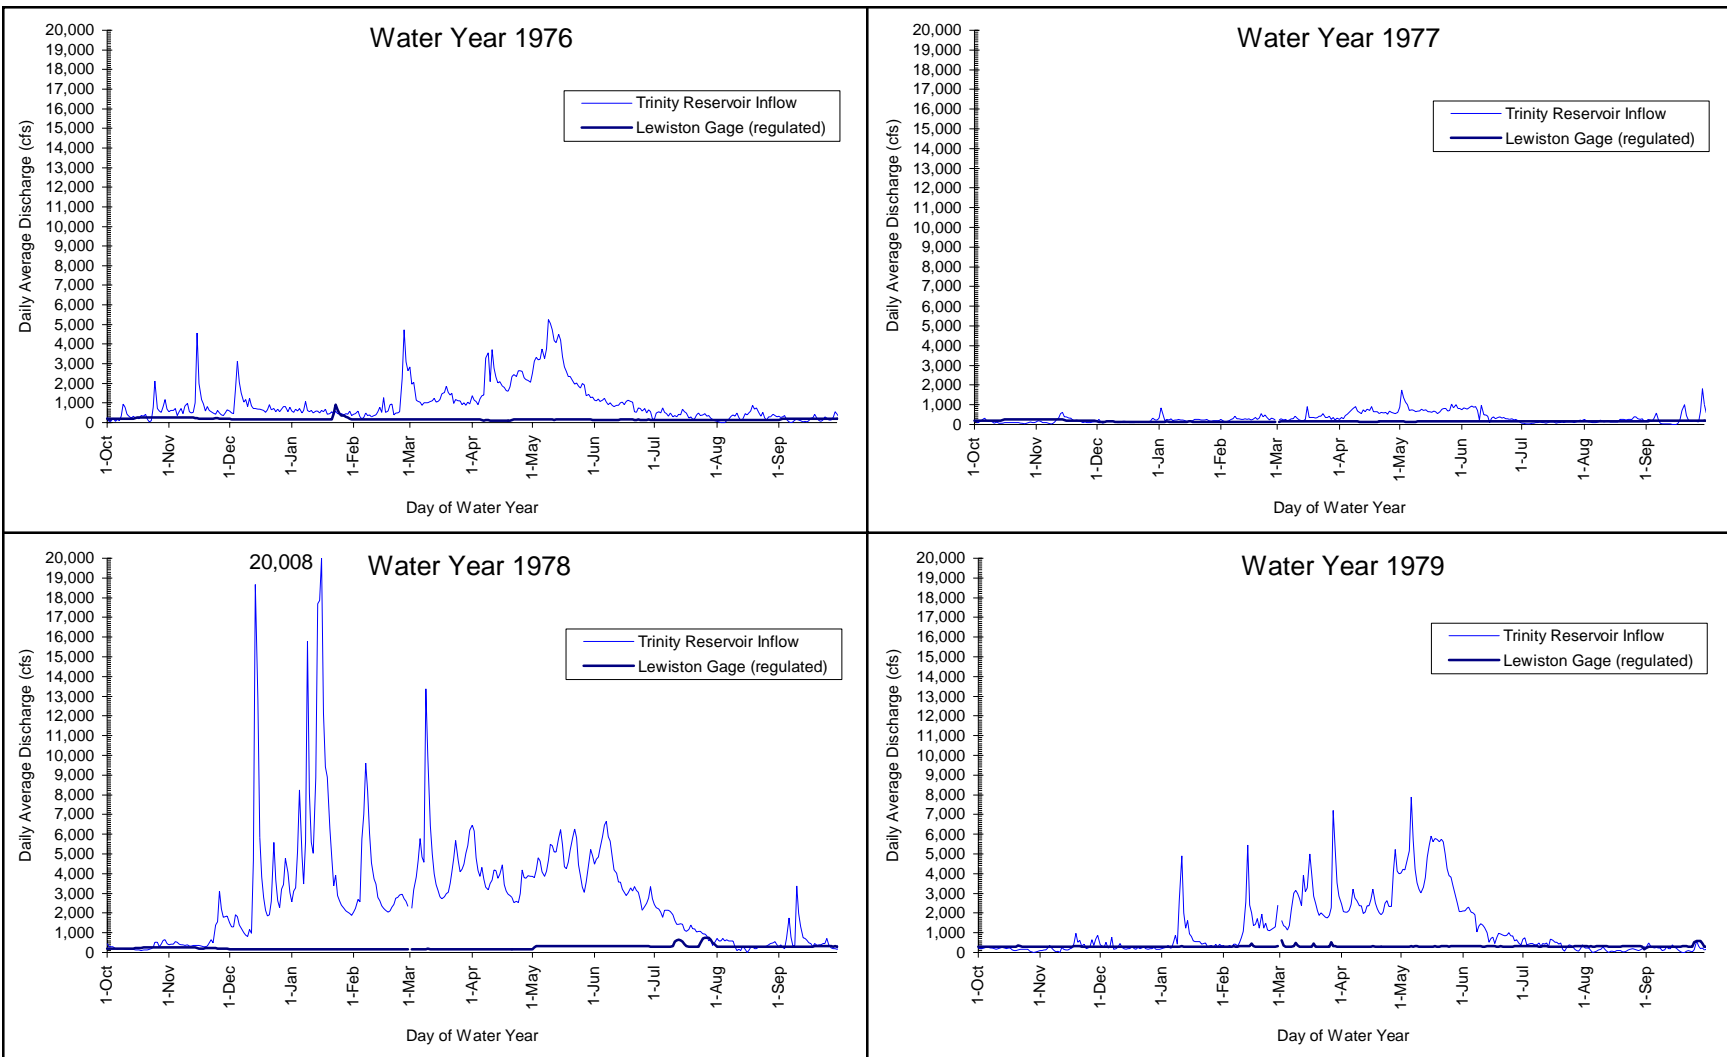 Water Year 1976
Daily Average Discharge (cfs)
20,000
19,000
18,000
17,000
16,000
15,000
14,000
13,000
12,000
11,000
10,000
9,000
8,000
7,000
6,000
5,000
4,000
3,000
2,000
1,000
0
Trinity Reservoir Inflow
Lewiston Gage (regulated)
1-Oct
1-Nov
1-Dec
1-Jan
1-Feb
1-Mar
1-Apr
1-May
1-Jun
1-Jul
1-Aug
1-Sep
Day of Water Year
Water Year 1977
Daily Average Discharge (cfs)
20,000
19,000
18,000
17,000
16,000
15,000
14,000
13,000
12,000
11,000
10,000
9,000
8,000
7,000
6,000
5,000
4,000
3,000
2,000
1,000
0
Trinity Reservoir Inflow
Lewiston Gage (regulated)
1-Oct
1-Nov
1-Dec
1-Jan
1-Feb
1-Mar
1-Apr
1-May
1-Jun
1-Jul
1-Aug
1-Sep
Day of Water Year
Water Year 1978
20,008
Daily Average Discharge (cfs)
20,000
19,000
18,000
17,000
16,000
15,000
14,000
13,000
12,000
11,000
10,000
9,000
8,000
7,000
6,000
5,000
4,000
3,000
2,000
1,000
0
Trinity Reservoir Inflow
Lewiston Gage (regulated)
1-Oct
1-Nov
1-Dec
1-Jan
1-Feb
1-Mar
1-Apr
1-May
1-Jun
1-Jul
1-Aug
1-Sep
Day of Water Year
Water Year 1979
Daily Average Discharge (cfs)
20,000
19,000
18,000
17,000
16,000
15,000
14,000
13,000
12,000
11,000
10,000
9,000
8,000
7,000
6,000
5,000
4,000
3,000
2,000
1,000
0
Trinity Reservoir Inflow
Lewiston Gage (regulated)
1-Oct
1-Nov
1-Dec
1-Jan
1-Feb
1-Mar
1-Apr
1-May
1-Jun
1-Jul
1-Aug
1-Sep
Day of Water Year